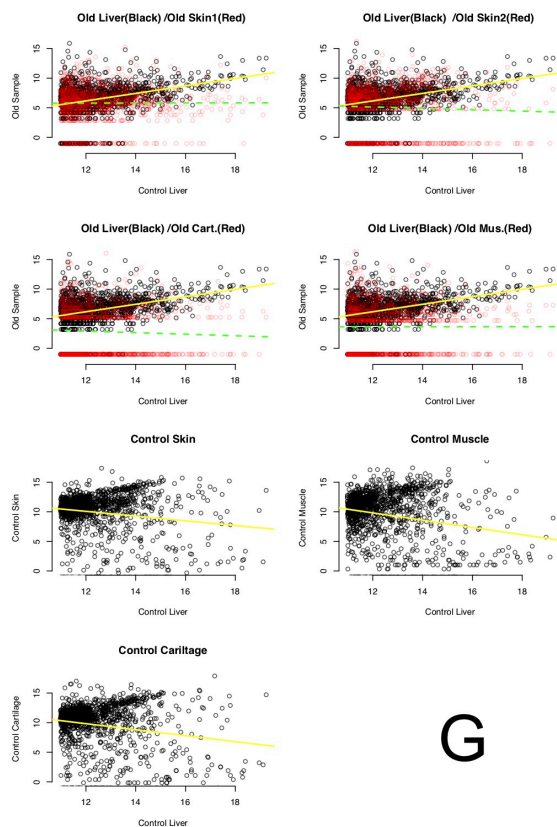 Old Liver(Black) /Old Skin1(Red)
Old Sample
15
10
5
0
12 14 16 18
Control Liver
Old Liver(Black) /Old Skin2(Red)
Old Sample
15
10
5
0
12 14 16 18
Control Liver
Old Liver(Black) /Old Cart.(Red)
Old Sample
15
10
5
0
12 14 16 18
Control Liver
Old Liver(Black) /Old Mus.(Red)
Old Sample
15
10
5
0
12 14 16 18
Control Liver
Control Skin
Control Skin
15
10
5
0
12 14 16 18
Control Liver
Control Muscle
Control Muscle
15
10
5
0
12 14 16 18
Control Liver
Control Cariltage
Control Cartilage
15
10
5
0
12 14 16 18
Control Liver
G